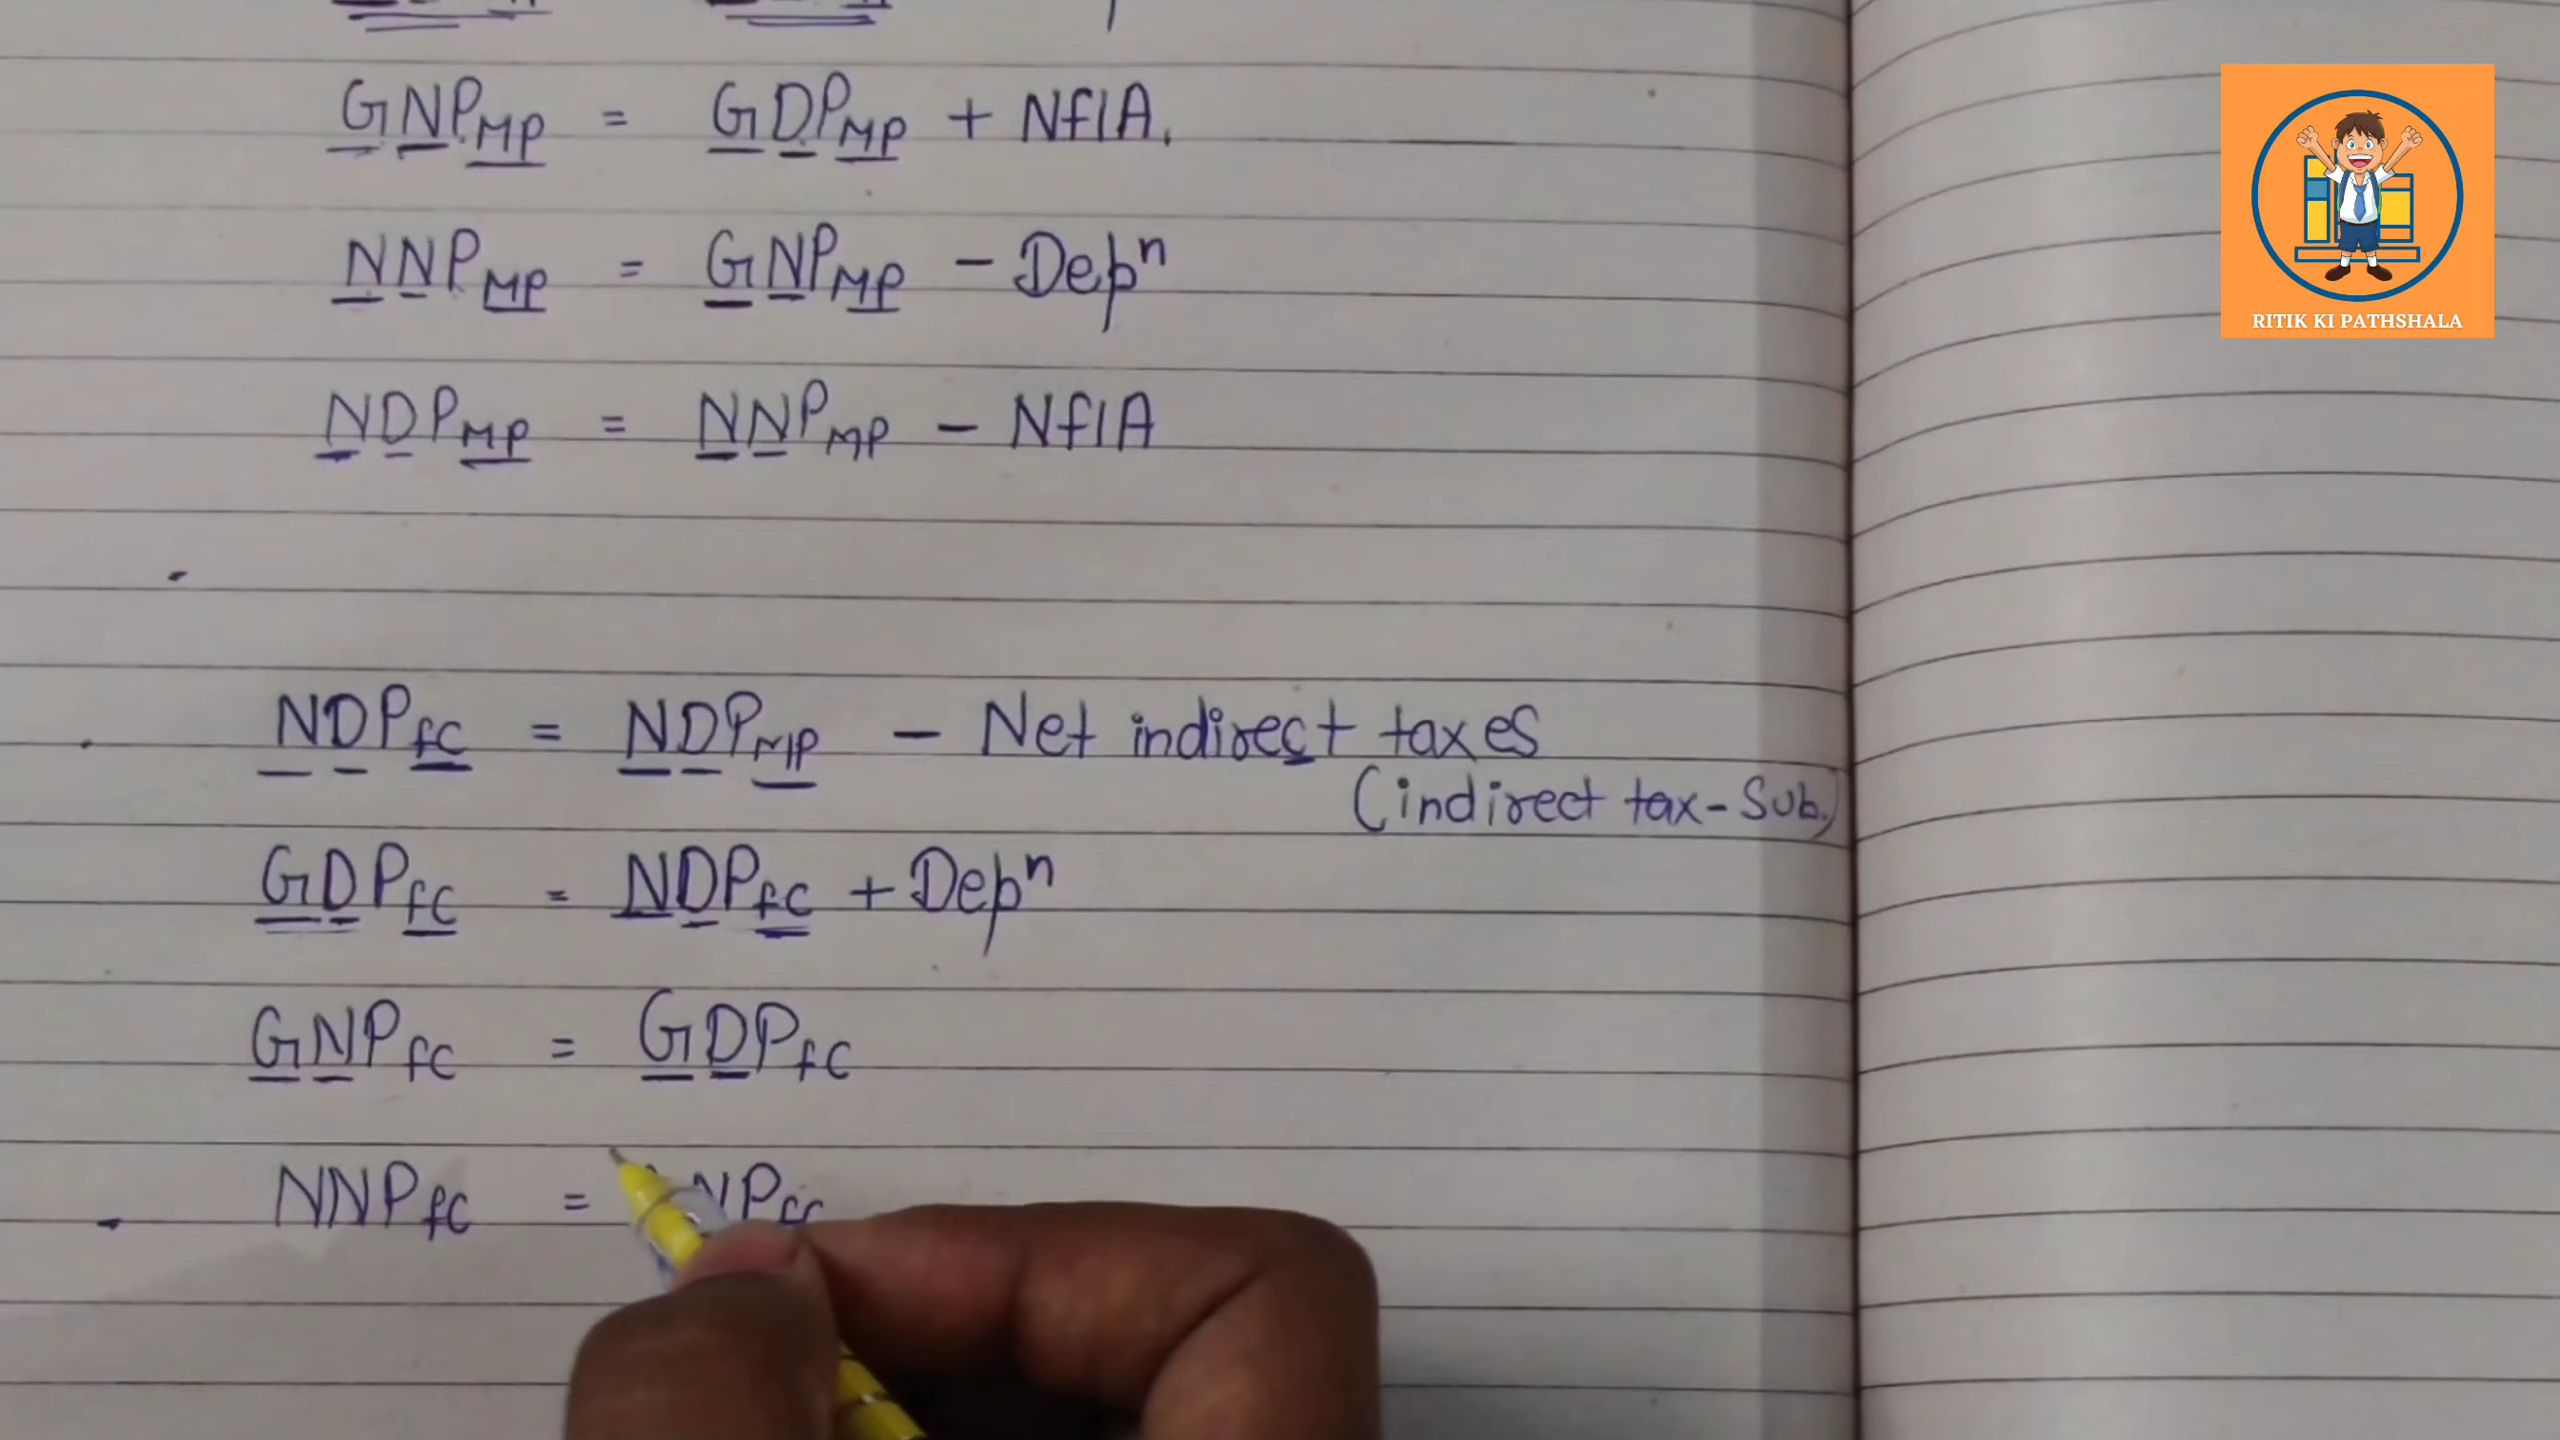 GNPMP = GDPMP + NFIA.
NNPMP = GNPMP - Depⁿ
NDPMP = NNPMP - NFIA
RITIK KI PATHSHALA
NDPfC = NDPMP - Net indirect taxes
(indirect tax - Sub.)
GDPfC = NDPfC + Depⁿ
GNPfC = GDPfC
NNPfC =